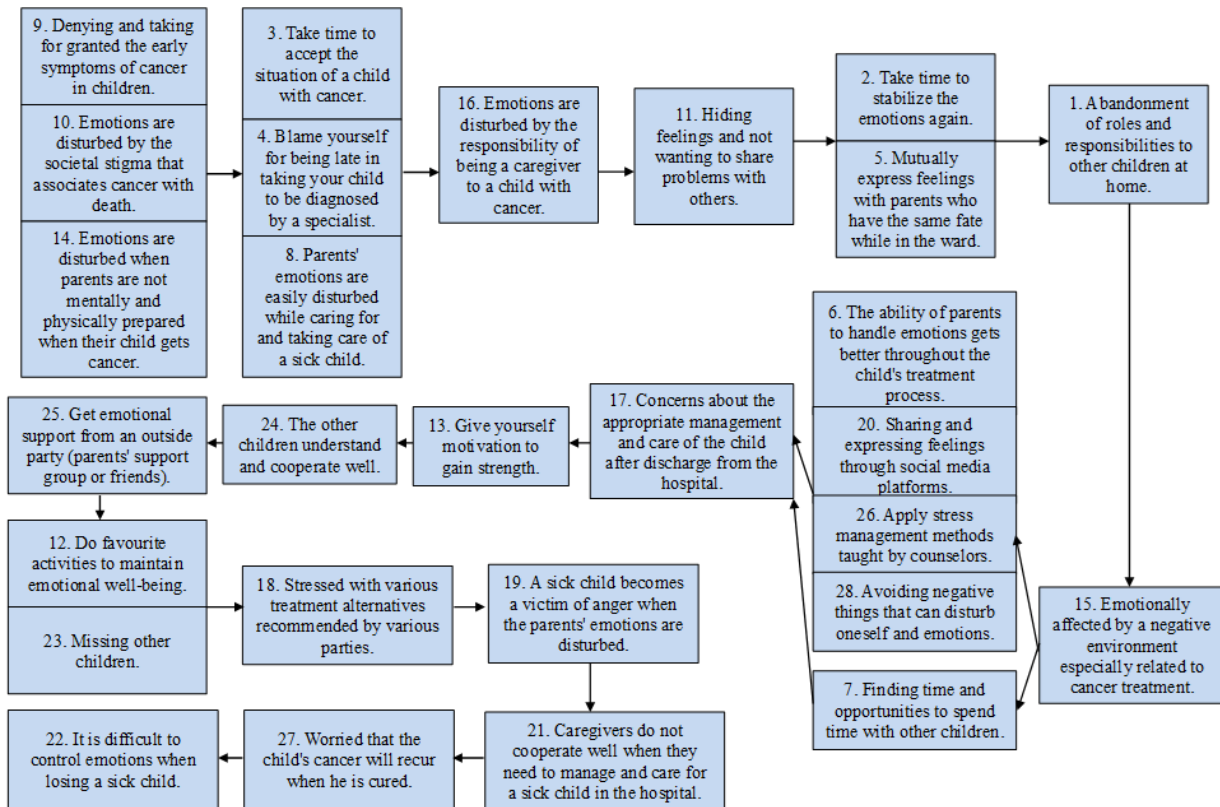 9. Denying and taking
for granted the early
symptoms of cancer
in children.
10. Emotions are
disturbed by the
societal stigma that
associates cancer with
death.
14. Emotions are
disturbed when
parents are not
mentally and
physically prepared
when their child gets
cancer.
3. Take time to
accept the
situation of a child
with cancer.
4. Blame yourself
for being late in
taking your child
to be diagnosed
by a specialist.
8. Parents'
emotions are
easily disturbed
while caring for
and taking care of
a sick child.
16. Emotions are
disturbed by the
responsibility of
being a caregiver
to a child with
cancer.
11. Hiding
feelings and not
wanting to share
problems with
others.
2. Take time to
stabilize the
emotions again.
5. Mutually
express feelings
with parents who
have the same fate
while in the ward.
1. Abandonment
of roles and
responsibilities to
other children at
home.
15. Emotionally
affected by a negative
environment
especially related to
cancer treatment.
6. The ability of parents
to handle emotions gets
better throughout the
child's treatment
process.
20. Sharing and
expressing feelings
through social media
platforms.
26. Apply stress
management methods
taught by counselors.
28. Avoiding negative
things that can disturb
oneself and emotions.
7. Finding time and
opportunities to spend
time with other children.
17. Concerns about the
appropriate management
and care of the child
after discharge from the
hospital.
13. Give yourself
motivation to
gain strength.
24. The other
children understand
and cooperate well.
25. Get emotional
support from an outside
party (parents' support
group or friends).
12. Do favourite
activities to maintain
emotional well-being.
23. Missing other
children.
18. Stressed with various
treatment alternatives
recommended by various
parties.
19. A sick child becomes
a victim of anger when
the parents' emotions are
disturbed.
21. Caregivers do not
cooperate well when they
need to manage and care for
a sick child in the hospital.
27. Worried that the
child's cancer will recur
when he is cured.
22. It is difficult to
control emotions when
losing a sick child.